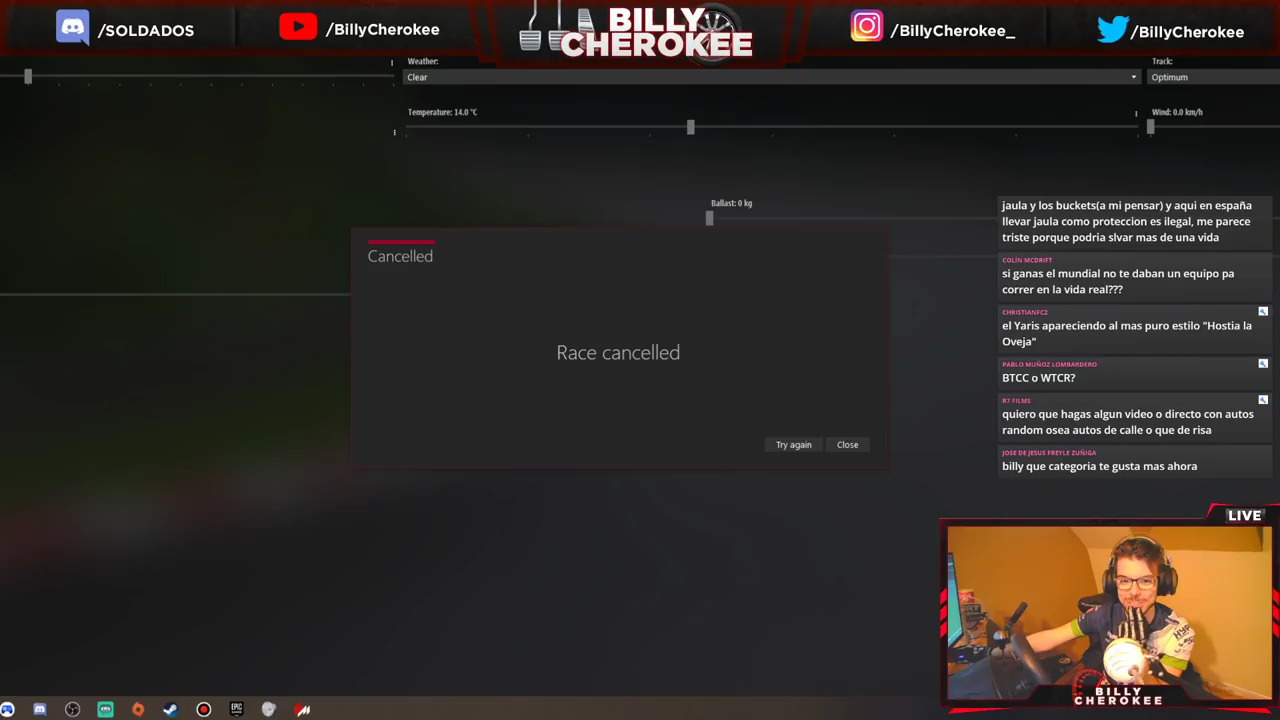 /SOLDADOS
/BillyCherokee
BILLY
CHEROKEE
/BillyCherokee_
/BillyCherokee
Weather:
Clear
Track:
Optimum
Temperature: 14.0 °C
Wind: 0.0 km/h
Ballast: 0 kg
Cancelled
Race cancelled
Try again
Close
jaula y los buckets(a mi pensar) y aqui en españa
llevar jaula como proteccion es ilegal, me parece
triste porque podria slvar mas de una vida
COLÍN MCDRIFT
si ganas el mundial no te daban un equipo pa
correr en la vida real???
CHRISTIANFC2
el Yaris apareciendo al mas puro estilo "Hostia la
Oveja"
PABLO MUÑOZ LOMBARDERO
BTCC o WTCR?
R7 FILMS
quiero que hagas algun video o directo con autos
random osea autos de calle o que de risa
JOSE DE JESUS FREYLE ZUÑIGA
billy que categoria te gusta mas ahora
LIVE
BILLY
CHEROKEE
EPIC